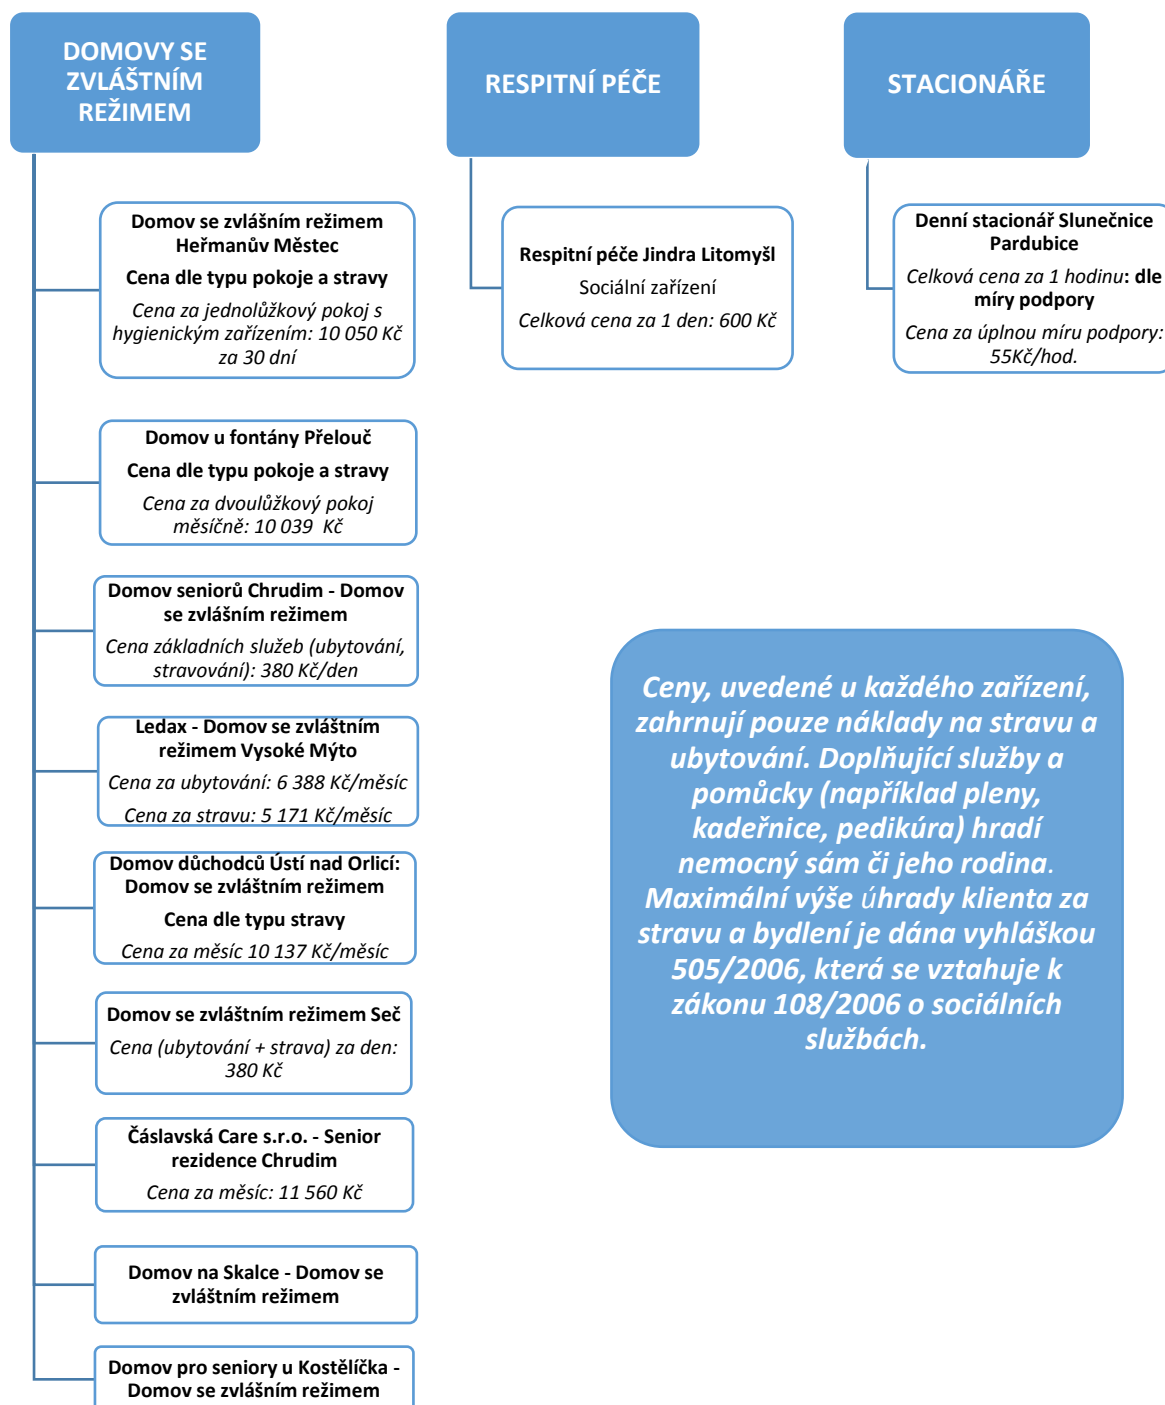 DOMOVY SE
ZVLÁŠTNÍM
REŽIMEM
Domov se zvlášním režimem
Heřmanův Městec
Cena dle typu pokoje a stravy
Cena za jednolůžkový pokoj s
hygienickým zařízením: 10 050 Kč
za 30 dní
Domov u fontány Přelouč
Cena dle typu pokoje a stravy
Cena za dvoulůžkový pokoj
měsíčně: 10 039 Kč
Domov seniorů Chrudim - Domov
se zvlášním režimem
Cena základních služeb (ubytování,
stravování): 380 Kč/den
Ledax - Domov se zvláštním
režimem Vysoké Mýto
Cena za ubytování: 6 388 Kč/měsíc
Cena za stravu: 5 171 Kč/měsíc
Domov důchodců Ústí nad Orlicí:
Domov se zvláštním režimem
Cena dle typu stravy
Cena za měsíc 10 137 Kč/měsíc
Domov se zvláštním režimem Seč
Cena (ubytování + strava) za den:
380 Kč
Čáslavská Care s.r.o. - Senior
rezidence Chrudim
Cena za měsíc: 11 560 Kč
Domov na Skalce - Domov se
zvláštním režimem
Domov pro seniory u Kostělíčka -
Domov se zvlášním režimem
RESPITNÍ PÉČE
Respitní péče Jindra Litomyšl
Sociální zařízení
Celková cena za 1 den: 600 Kč
STACIONÁŘE
Denní stacionář Slunečnice
Pardubice
Celková cena za 1 hodinu: dle
míry podpory
Cena za úplnou míru podpory:
55Kč/hod.
Ceny, uvedené u každého zařízení,
zahrnují pouze náklady na stravu a
ubytování. Doplňující služby a
pomůcky (například pleny,
kadeřnice, pedikúra) hradí
nemocný sám či jeho rodina.
Maximální výše úhrady klienta za
stravu a bydlení je dána vyhláškou
505/2006, která se vztahuje k
zákonu 108/2006 o sociálních
službách.